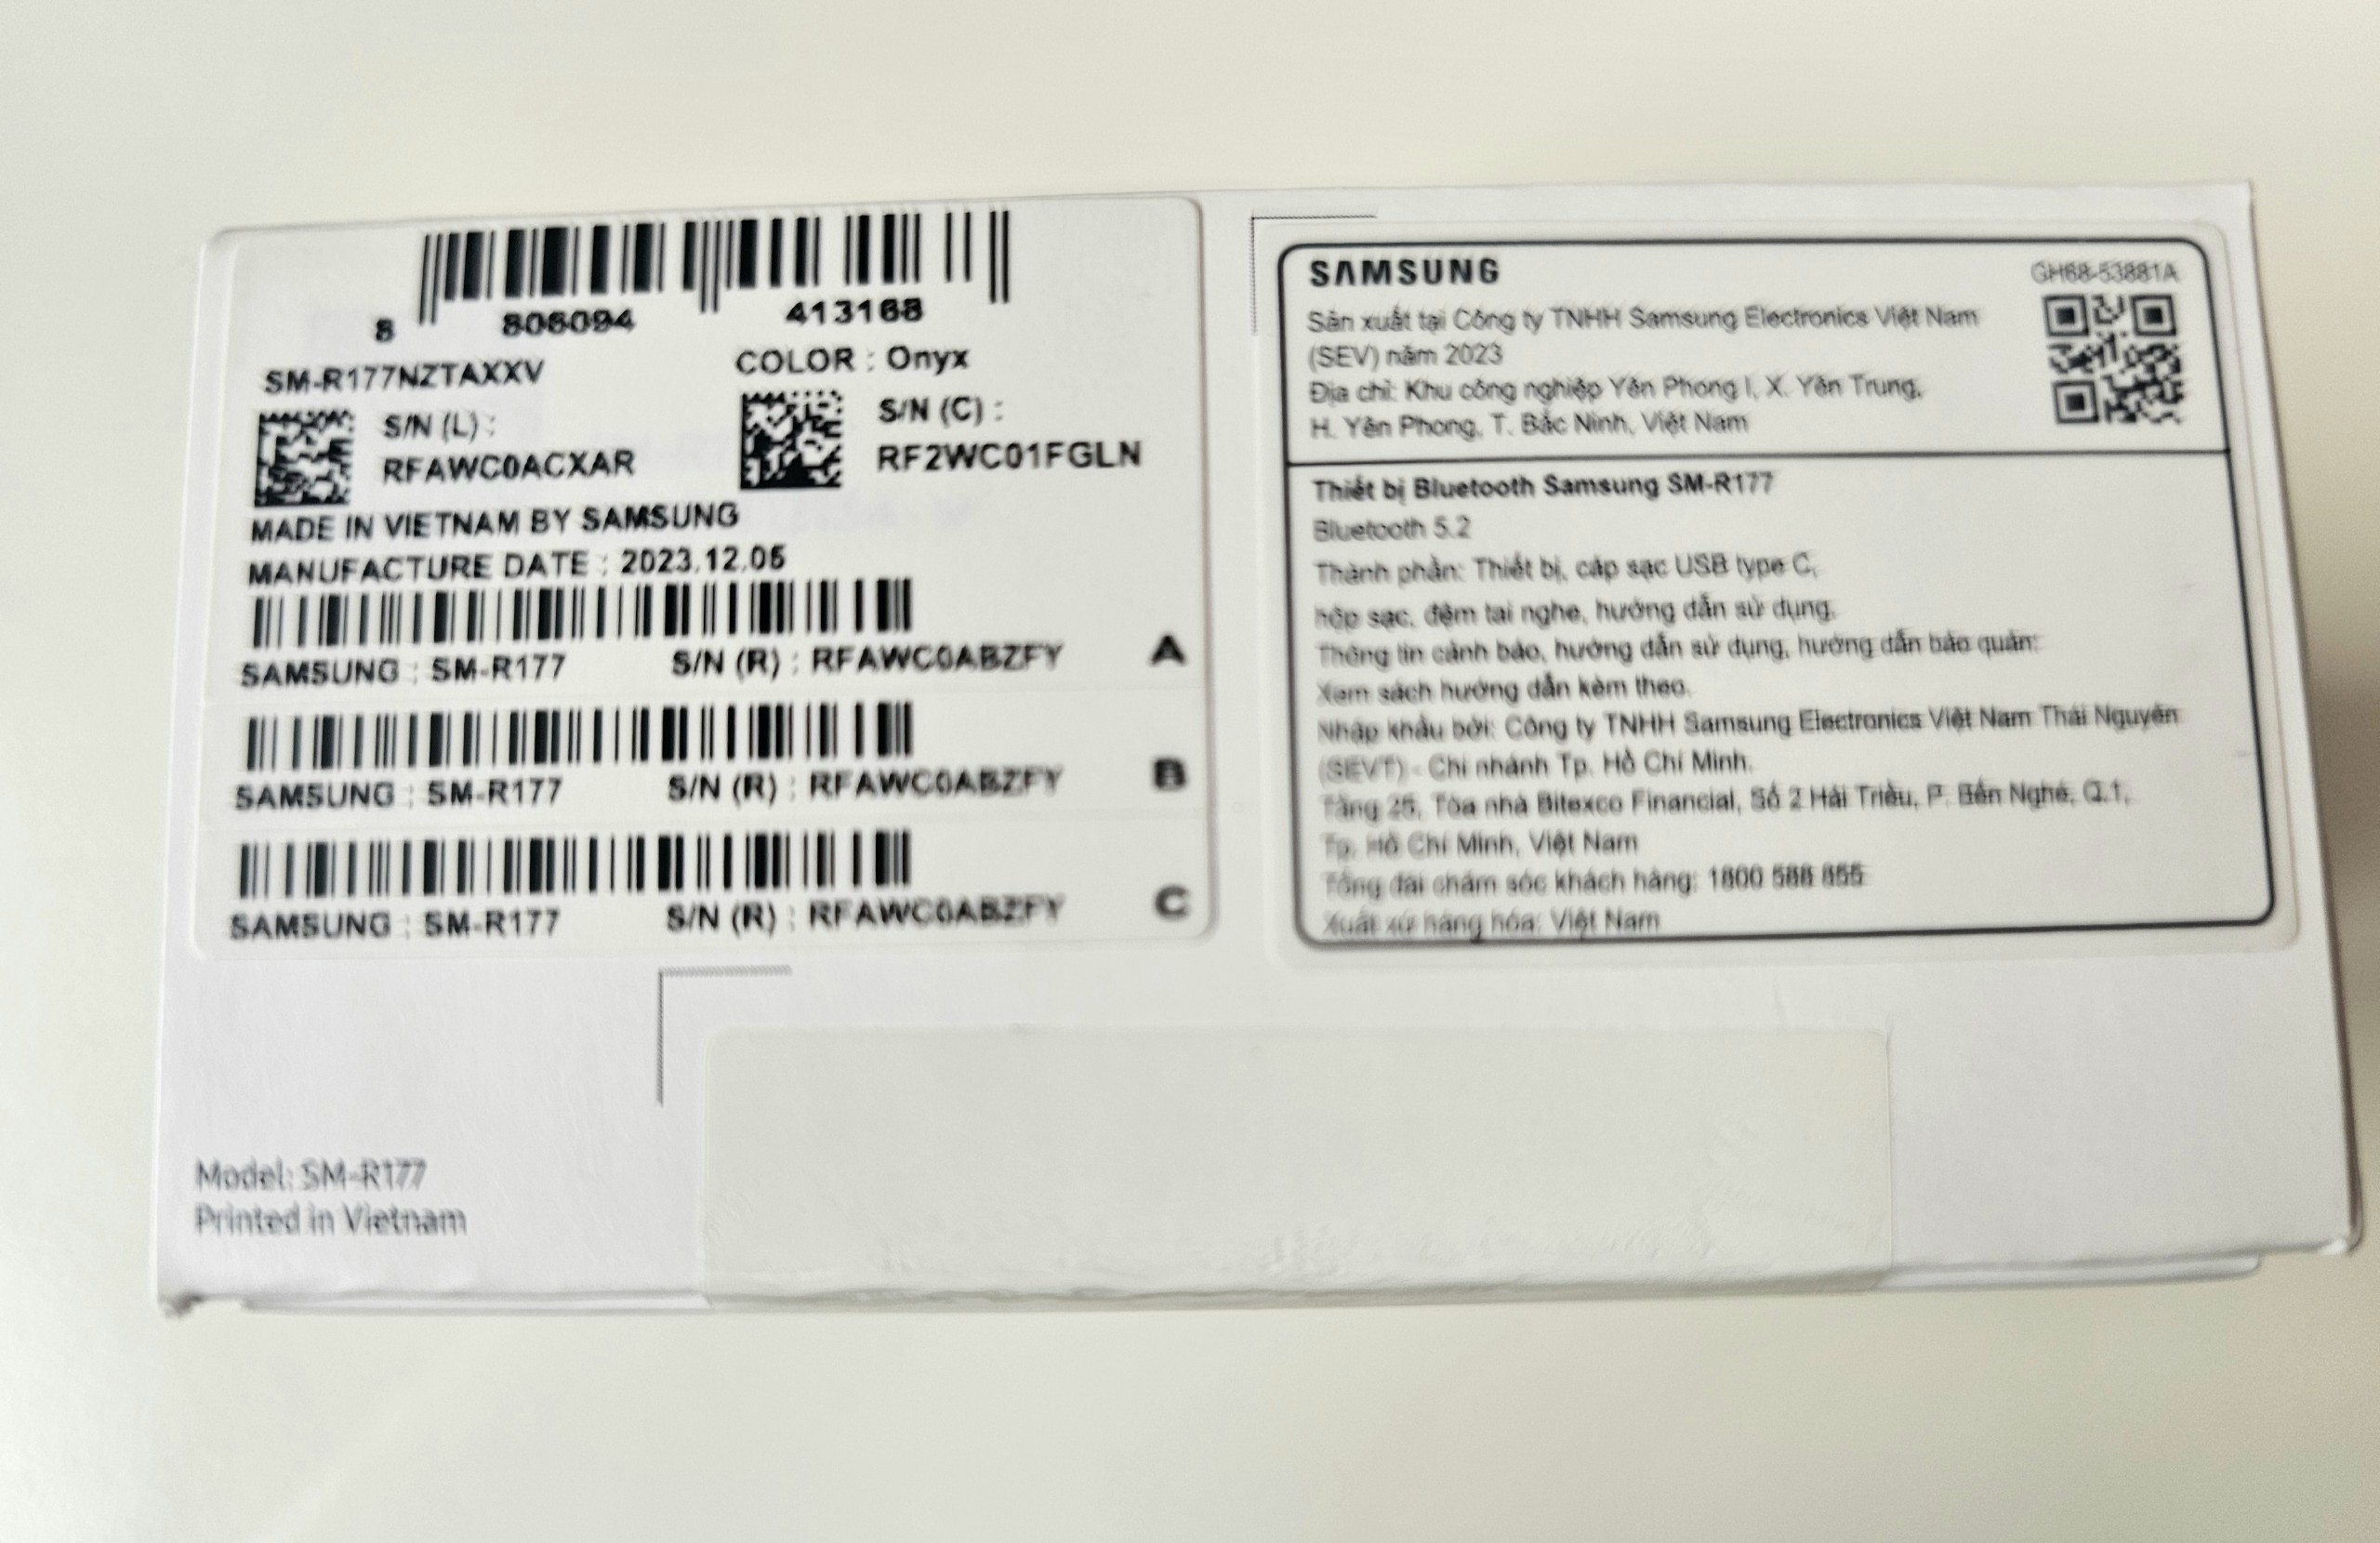 8 806094 413168
SM-R177NZTAXXV COLOR : Onyx
S/N (L) :
RFAWC0ACXAR
S/N (C) :
RF2WC01FGLN
MADE IN VIETNAM BY SAMSUNG
MANUFACTURE DATE : 2023.12.05
SAMSUNG : SM-R177 S/N (R) : RFAWC0ABZFY A
SAMSUNG : SM-R177 S/N (R) : RFAWC0ABZFY B
SAMSUNG : SM-R177 S/N (R) : RFAWC0ABZFY C
Model: SM-R177
Printed in Vietnam
SAMSUNG
GH68-53881A
Sản xuất tại Công ty TNHH Samsung Electronics Việt Nam
(SEV) năm 2023
Địa chỉ: Khu công nghiệp Yên Phong I, X. Yên Trung,
H. Yên Phong, T. Bắc Ninh, Việt Nam
Thiết bị Bluetooth Samsung SM-R177
Bluetooth 5.2
Thành phần: Thiết bị, cáp sạc USB type C,
hộp sạc, đệm tai nghe, hướng dẫn sử dụng.
Thông tin cảnh báo, hướng dẫn sử dụng, hướng dẫn bảo quản:
Xem sách hướng dẫn kèm theo.
Nhập khẩu bởi: Công ty TNHH Samsung Electronics Việt Nam Thái Nguyên
(SEVT) - Chi nhánh Tp. Hồ Chí Minh.
Tầng 25, Tòa nhà Bitexco Financial, Số 2 Hải Triều, P. Bến Nghé, Q.1,
Tp. Hồ Chí Minh, Việt Nam
Tổng đài chăm sóc khách hàng: 1800 588 855
Xuất xứ hàng hóa: Việt Nam